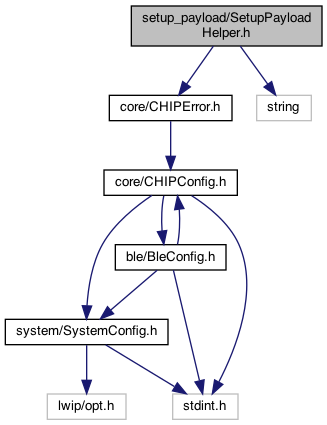 setup_payload/SetupPayload
Helper.h
core/CHIPError.h
string
core/CHIPConfig.h
ble/BleConfig.h
system/SystemConfig.h
lwip/opt.h
stdint.h